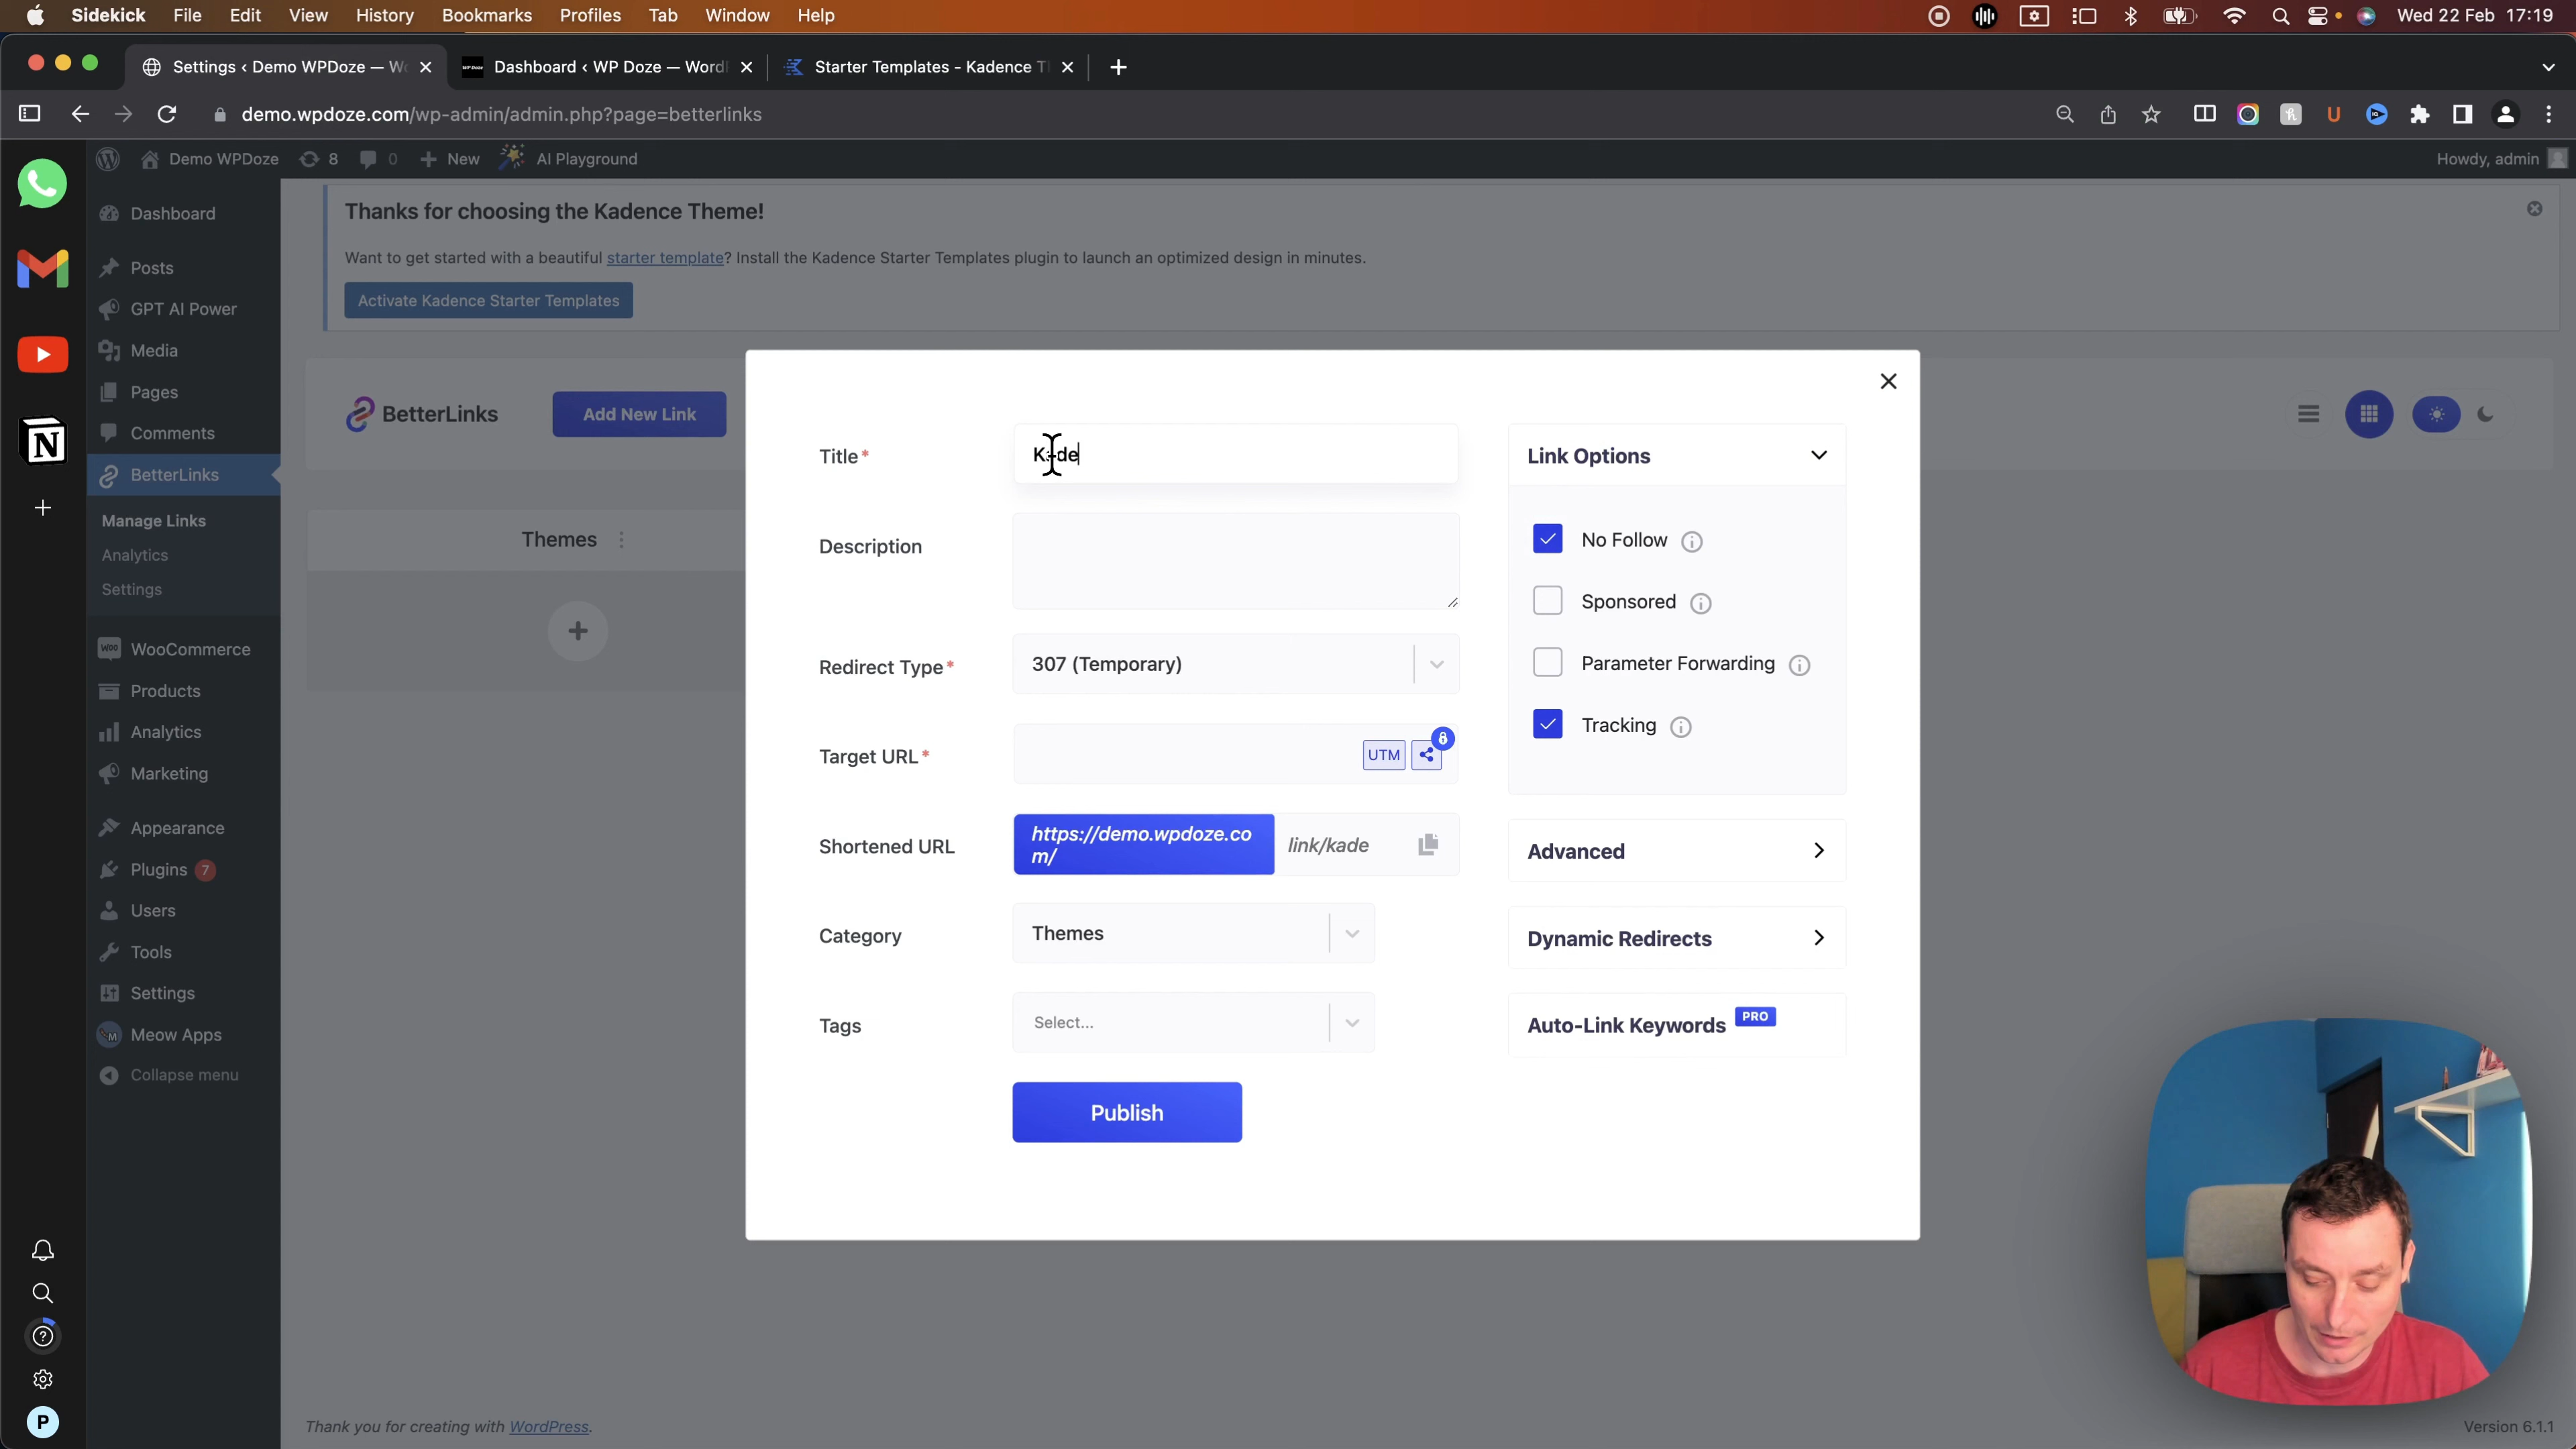 Sidekick File Edit View History Bookmarks Profiles Tab Window Help Wed 22 Feb 17:19
Settings ‹ Demo WPDoze — Wo Dashboard ‹ WP Doze — Word Starter Templates - Kadence T
demo.wpdoze.com/wp-admin/admin.php?page=betterlinks
Demo WPDoze 8 0 New AI Playground Howdy, admin
Dashboard
Posts
GPT AI Power
Media
Pages
Comments
BetterLinks
Manage Links
Analytics
Settings
WooCommerce
Products
Analytics
Marketing
Appearance
Plugins 7
Users
Tools
Settings
Meow Apps
Collapse menu
P
Thanks for choosing the Kadence Theme!
Want to get started with a beautiful starter template? Install the Kadence Starter Templates plugin to launch an optimized design in minutes.
Activate Kadence Starter Templates
BetterLinks Add New Link
Themes
Title* Kade
Description
Redirect Type* 307 (Temporary)
Target URL* UTM
Shortened URL https://demo.wpdoze.co
m/ link/kade
Category Themes
Tags Select...
Publish
Link Options
No Follow
Sponsored
Parameter Forwarding
Tracking
Advanced
Dynamic Redirects
Auto-Link Keywords PRO
Thank you for creating with WordPress. Version 6.1.1